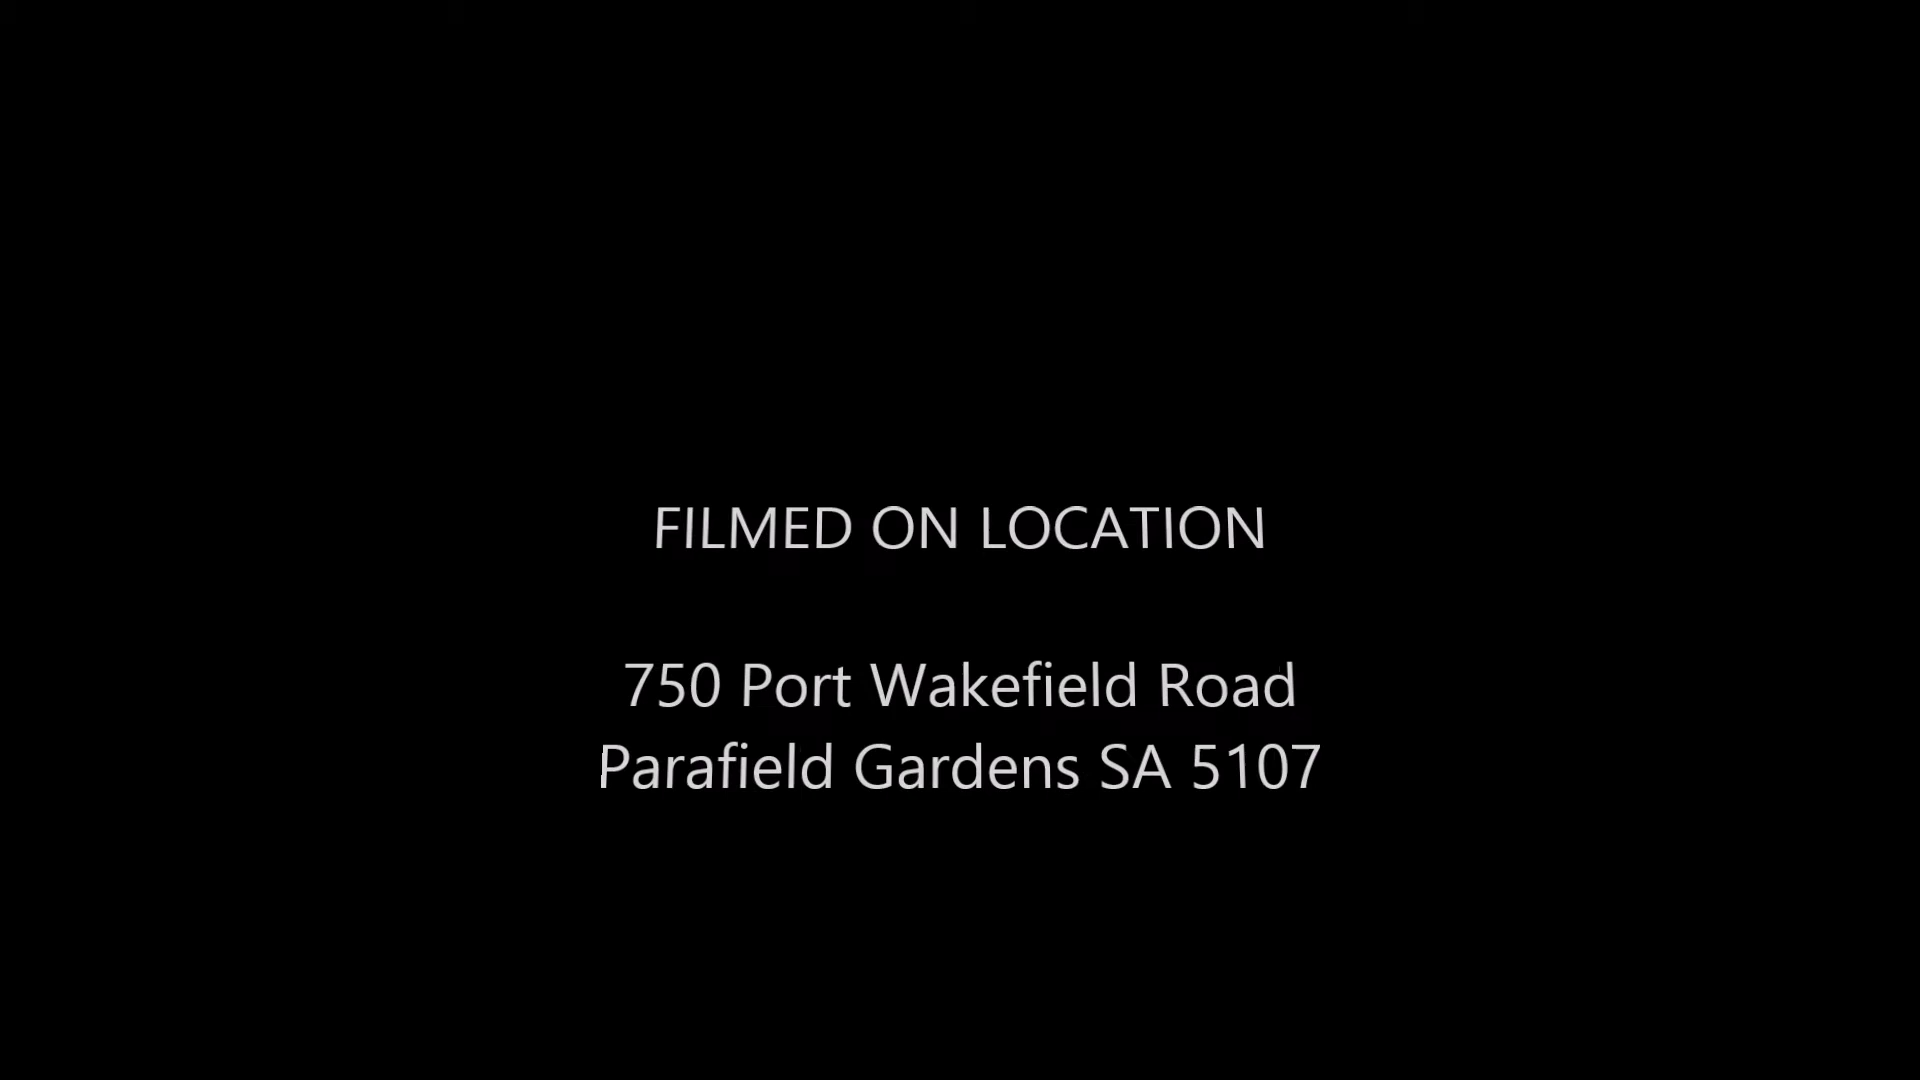 FILMED ON LOCATION
750 Port Wakefield Road
Parafield Gardens SA 5107